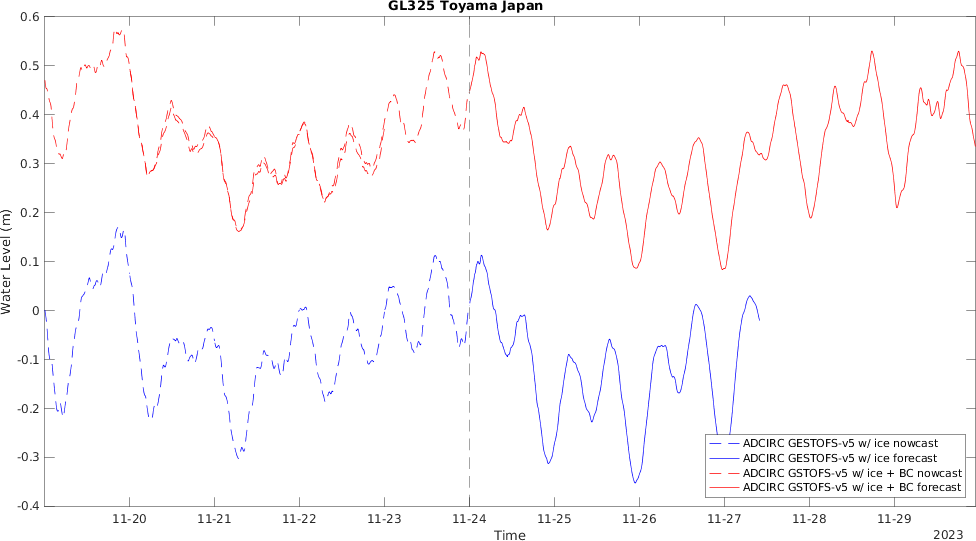 GL325 Toyama Japan
0.6
0.5
0.4
0.3
0.2
0.1
0
-0.1
-0.2
-0.3
-0.4
Water Level (m)
ADCIRC GESTOFS-v5 w/ ice nowcast
ADCIRC GESTOFS-v5 w/ ice forecast
ADCIRC GSTOFS-v5 w/ ice + BC nowcast
ADCIRC GSTOFS-v5 w/ ice + BC forecast
11-20 11-21 11-22 11-23 11-24 11-25 11-26 11-27 11-28 11-29
Time
2023